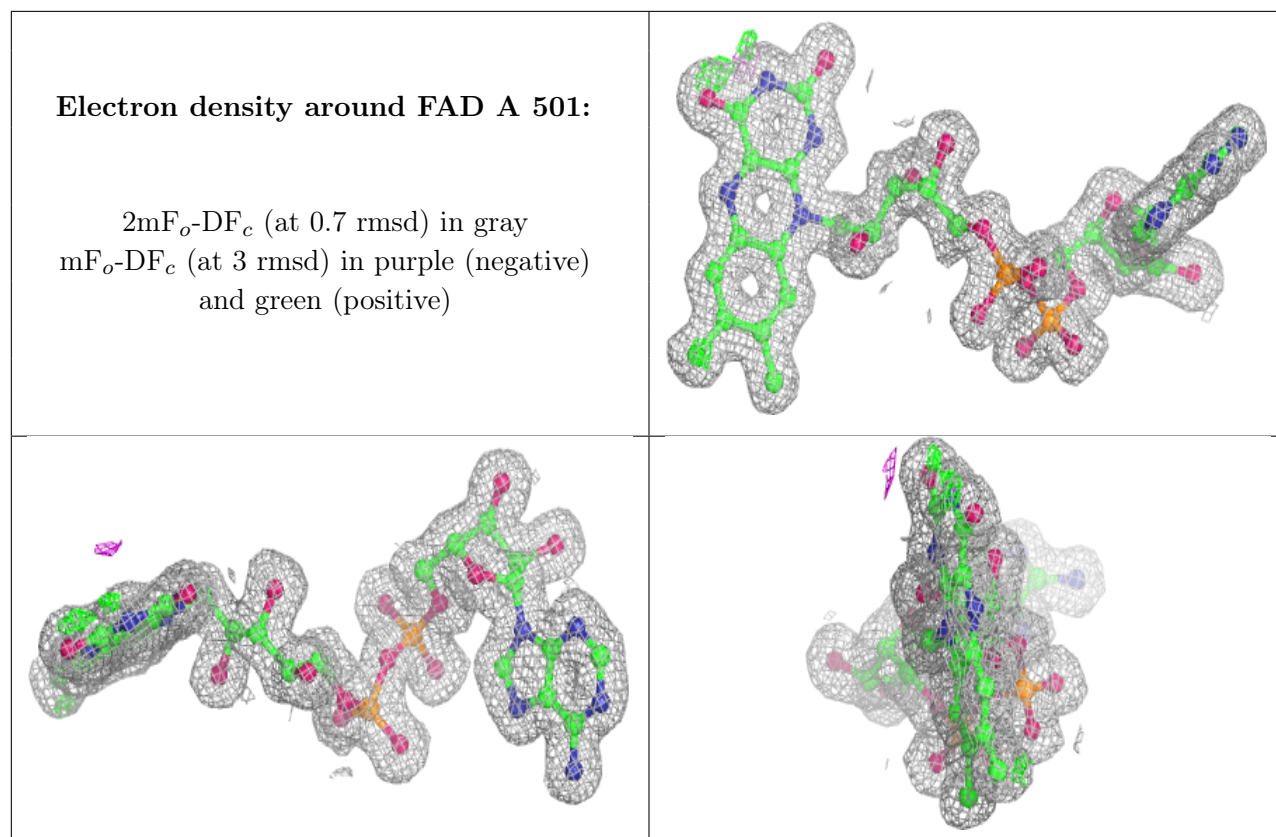 Electron density around FAD A 501:
2mFₒ-DF𝒸 (at 0.7 rmsd) in gray
mFₒ-DF𝒸 (at 3 rmsd) in purple (negative)
and green (positive)